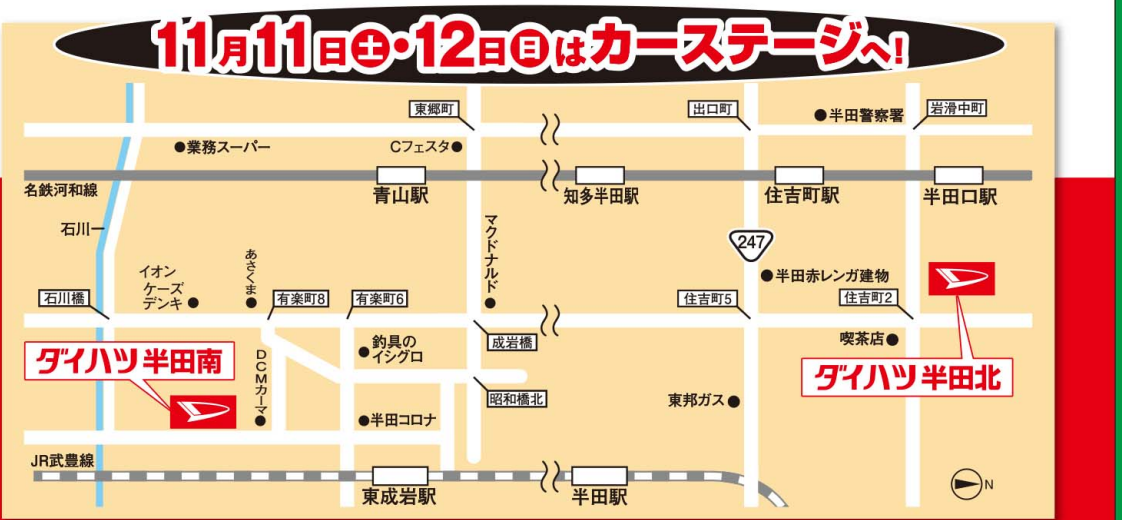 11月11日土・12日日はカーステージへ!
東郷町
出口町
半田警察署
岩滑中町
業務スーパー
Cフェスタ
名鉄河和線
青山駅
知多半田駅
住吉町駅
半田口駅
石川
マクドナルド
247
イオン
ケーズ
デンキ
あさくま
半田赤レンガ建物
石川橋
有楽町8
有楽町6
住吉町5
住吉町2
成岩橋
喫茶店
釣具の
イシグロ
ダイハツ 半田南
DCMカーマ
ダイハツ 半田北
昭和橋北
東邦ガス
半田コロナ
JR武豊線
東成岩駅
半田駅
N